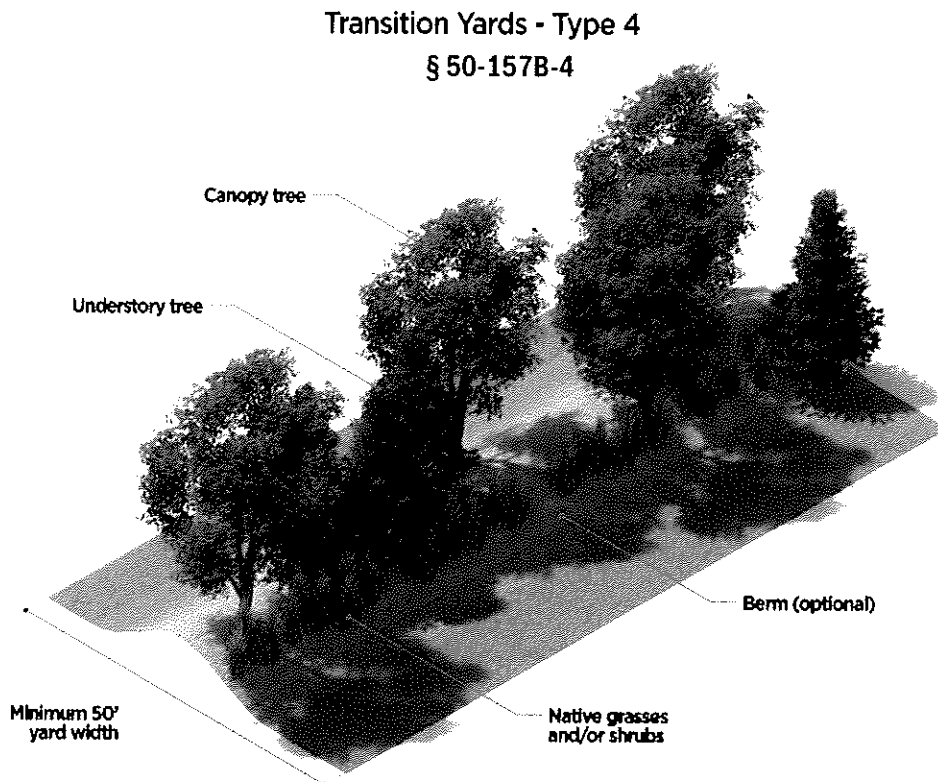 Transition Yards - Type 4
§ 50-157B-4
Canopy tree
Understory tree
Berm (optional)
Minimum 50'
yard width
Native grasses
and/or shrubs